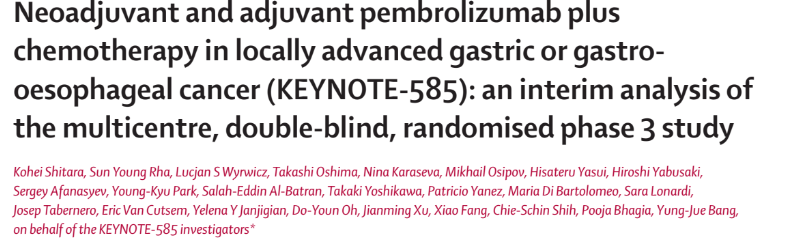 Neoadjuvant and adjuvant pembrolizumab plus
chemotherapy in locally advanced gastric or gastro-
oesophageal cancer (KEYNOTE-585): an interim analysis of
the multicentre, double-blind, randomised phase 3 study
Kohei Shitara, Sun Young Rha, Lucjan S Wyrwicz, Takashi Oshima, Nina Karaseva, Mikhail Osipov, Hisateru Yasui, Hiroshi Yabusaki,
Sergey Afanasyev, Young-Kyu Park, Salah-Eddin Al-Batran, Takaki Yoshikawa, Patricio Yanez, Maria Di Bartolomeo, Sara Lonardi,
Josep Tabernero, Eric Van Cutsem, Yelena Y Janjigian, Do-Youn Oh, Jianming Xu, Xiao Fang, Chie-Schin Shih, Pooja Bhagia, Yung-Jue Bang,
on behalf of the KEYNOTE-585 investigators*